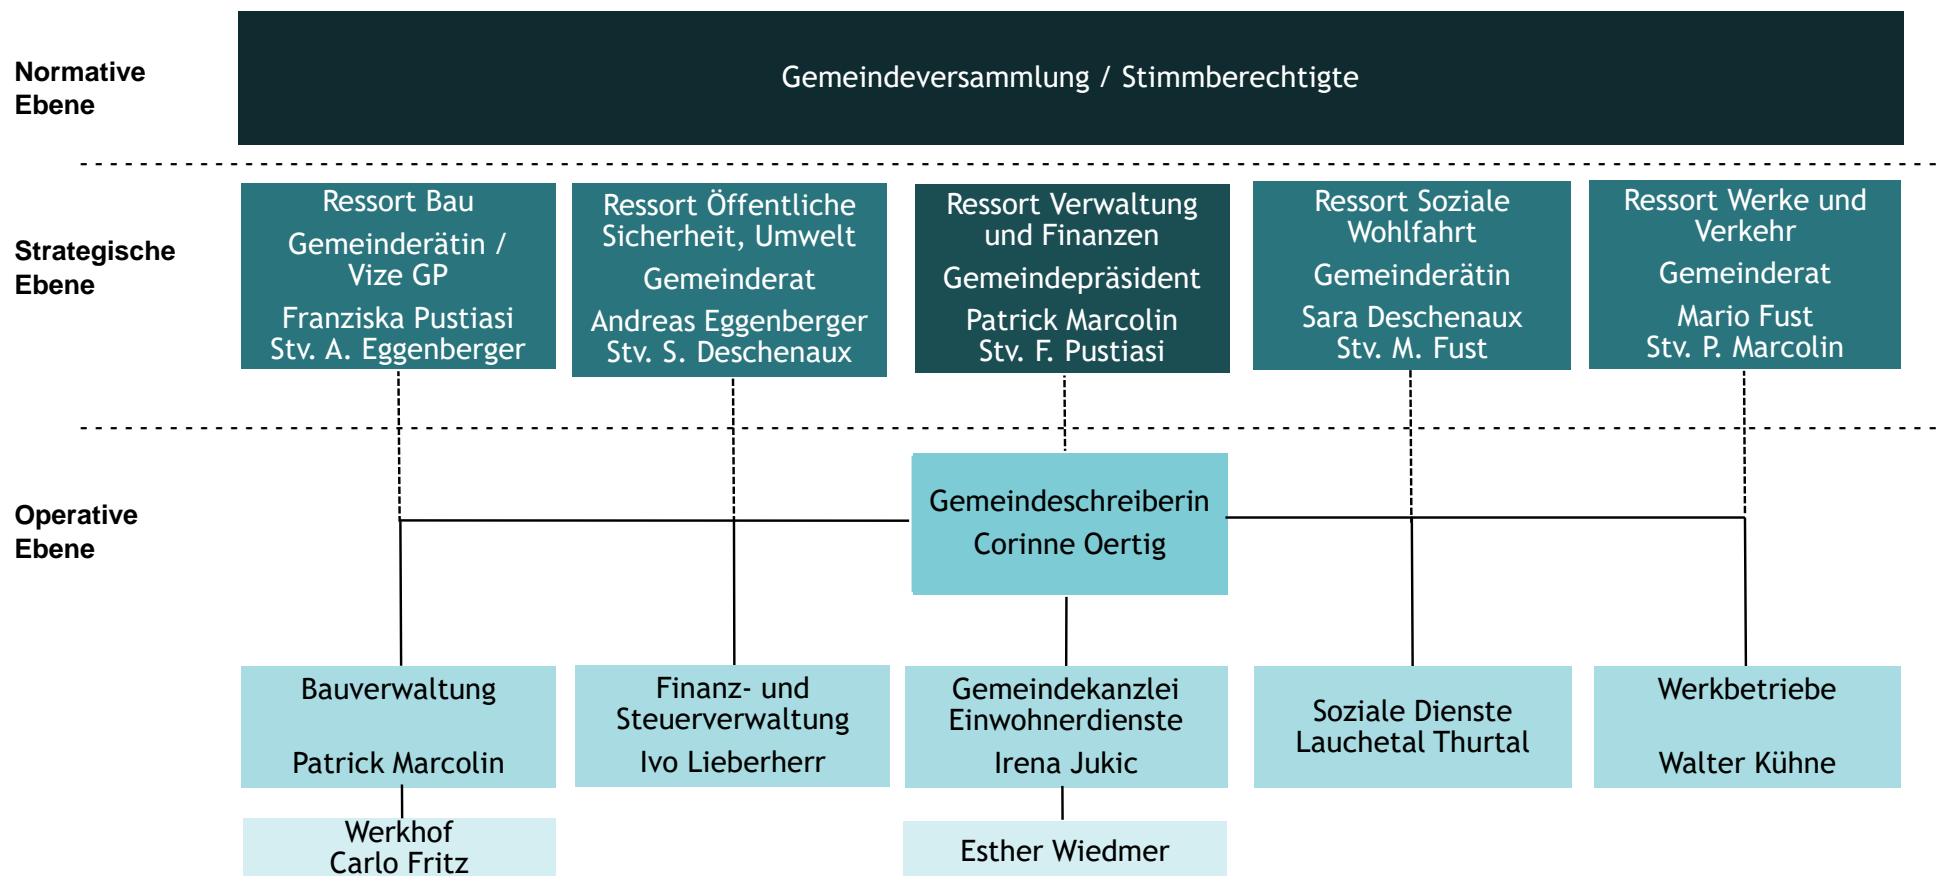 Normative
Ebene
Gemeindeversammlung / Stimmberechtigte
Strategische
Ebene
Ressort Bau
Gemeinderätin /
Vize GP
Franziska Pustiasi
Stv. A. Eggenberger
Ressort Öffentliche
Sicherheit, Umwelt
Gemeinderat
Andreas Eggenberger
Stv. S. Deschenaux
Ressort Verwaltung
und Finanzen
Gemeindepräsident
Patrick Marcolin
Stv. F. Pustiasi
Ressort Soziale
Wohlfahrt
Gemeinderätin
Sara Deschenaux
Stv. M. Fust
Ressort Werke und
Verkehr
Gemeinderat
Mario Fust
Stv. P. Marcolin
Operative
Ebene
Gemeindeschreiberin
Corinne Oertig
Bauverwaltung
Patrick Marcolin
Finanz- und
Steuerverwaltung
Ivo Lieberherr
Gemeindekanzlei
Einwohnerdienste
Irena Jukic
Soziale Dienste
Lauchetal Thurtal
Werkbetriebe
Walter Kühne
Werkhof
Carlo Fritz
Esther Wiedmer